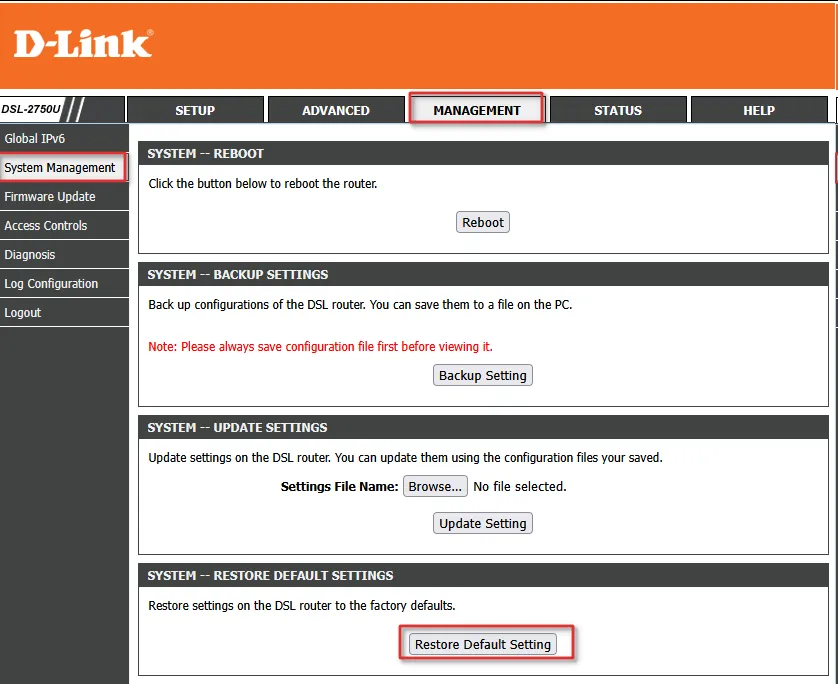 D-Link®
DSL-2750U
SETUP
ADVANCED
MANAGEMENT
STATUS
HELP
Global IPv6
System Management
Firmware Update
Access Controls
Diagnosis
Log Configuration
Logout
SYSTEM -- REBOOT
Click the button below to reboot the router.
Reboot
SYSTEM -- BACKUP SETTINGS
Back up configurations of the DSL router. You can save them to a file on the PC.
Note: Please always save configuration file first before viewing it.
Backup Setting
SYSTEM -- UPDATE SETTINGS
Update settings on the DSL router. You can update them using the configuration files your saved.
Settings File Name: Browse... No file selected.
Update Setting
SYSTEM -- RESTORE DEFAULT SETTINGS
Restore settings on the DSL router to the factory defaults.
Restore Default Setting